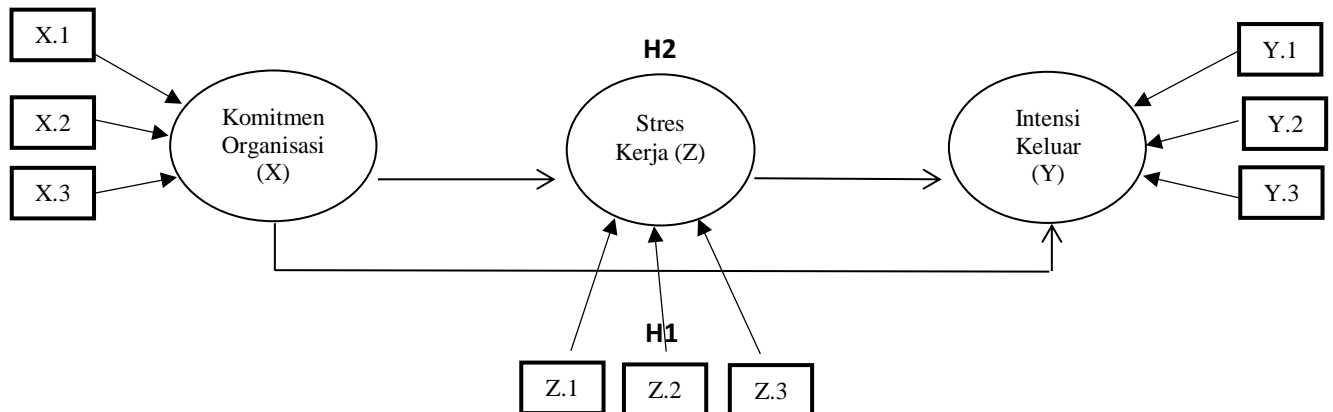 X.1
X.2
X.3
Komitmen
Organisasi
(X)
H2
Stres
Kerja (Z)
Intensi
Keluar
(Y)
Y.1
Y.2
Y.3
H1
Z.1
Z.2
Z.3